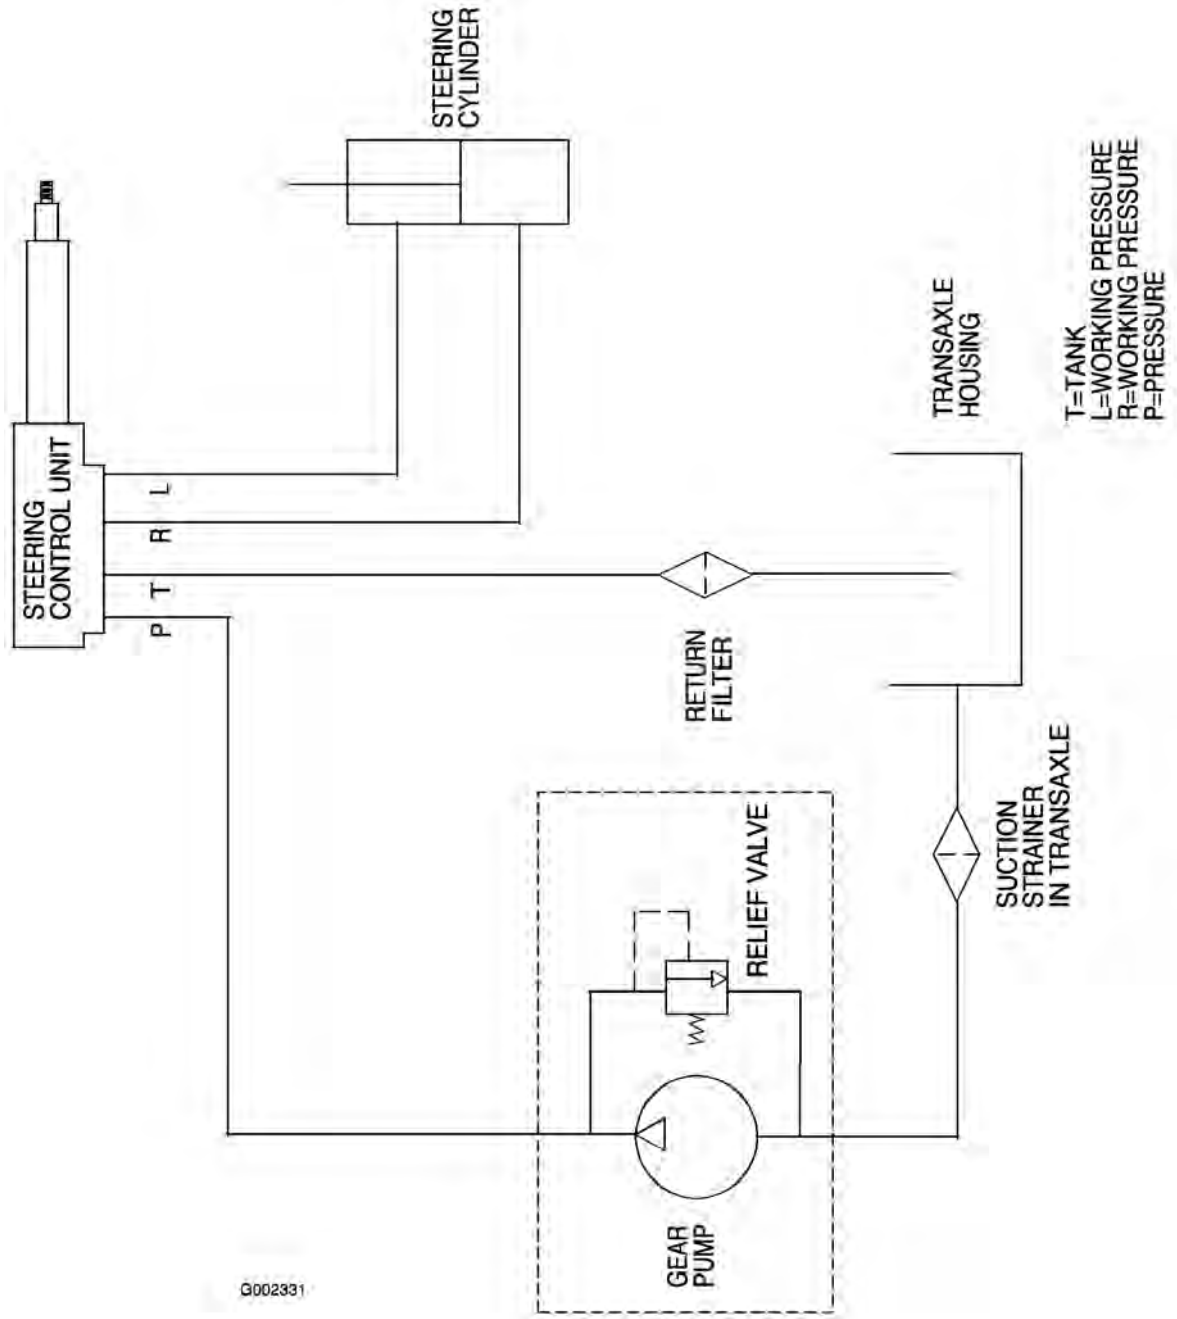 STEERING
CONTROL UNIT
P T R L
STEERING
CYLINDER
RETURN
FILTER
TRANSAXLE
HOUSING
GEAR
PUMP
RELIEF VALVE
SUCTION
STRAINER
IN TRANSAXLE
T=TANK
L=WORKING PRESSURE
R=WORKING PRESSURE
P=PRESSURE
G002331